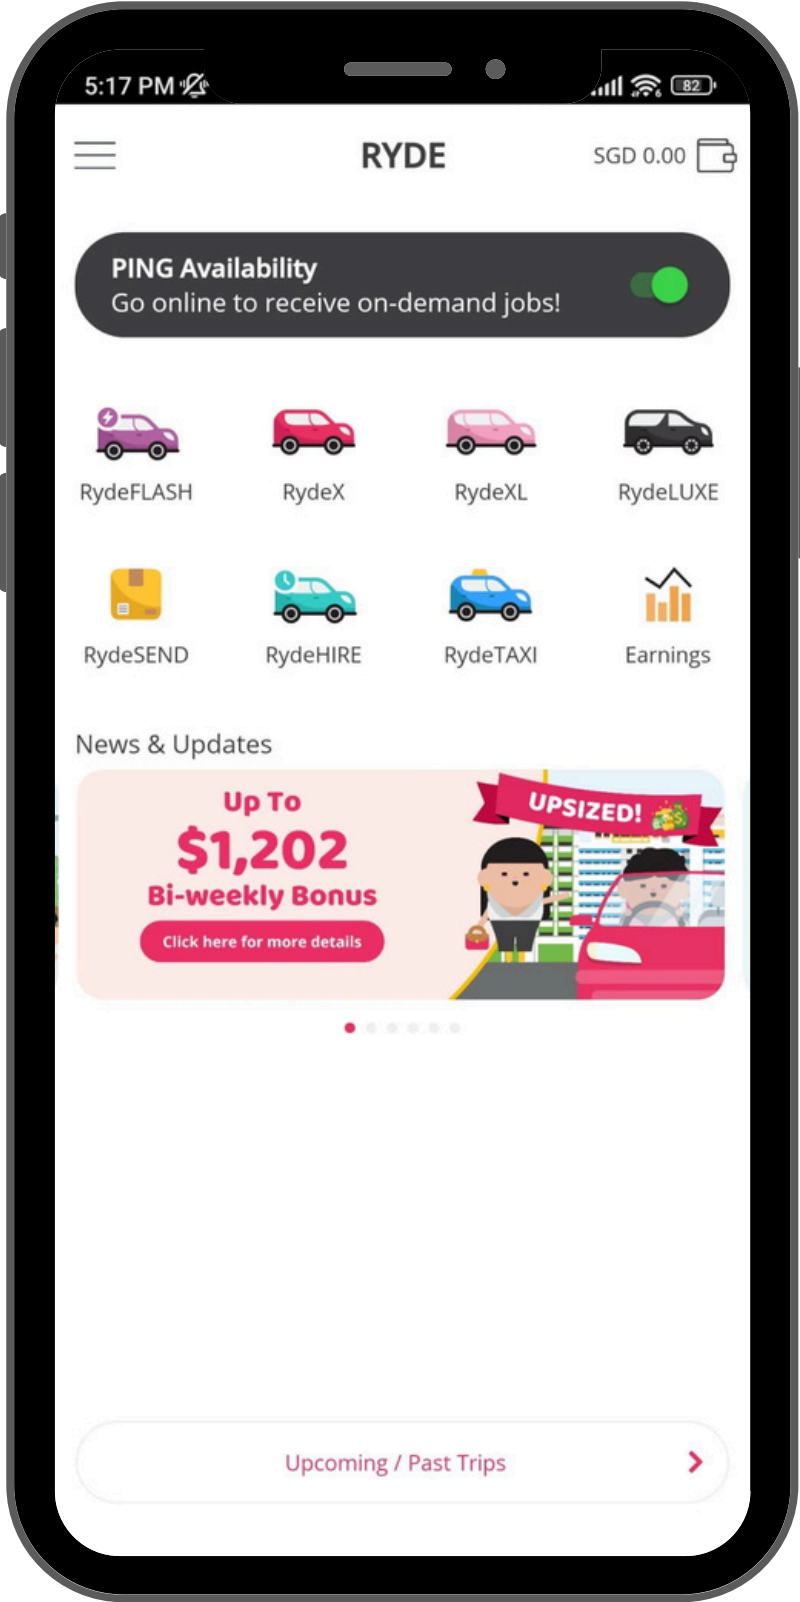 5:17 PM
82
RYDE
SGD 0.00
PING Availability
Go online to receive on-demand jobs!
RydeFLASH
RydeX
RydeXL
RydeLUXE
RydeSEND
RydeHIRE
RydeTAXI
Earnings
News & Updates
Up To
$1,202
Bi-weekly Bonus
Click here for more details
UPSIZED!
Upcoming / Past Trips